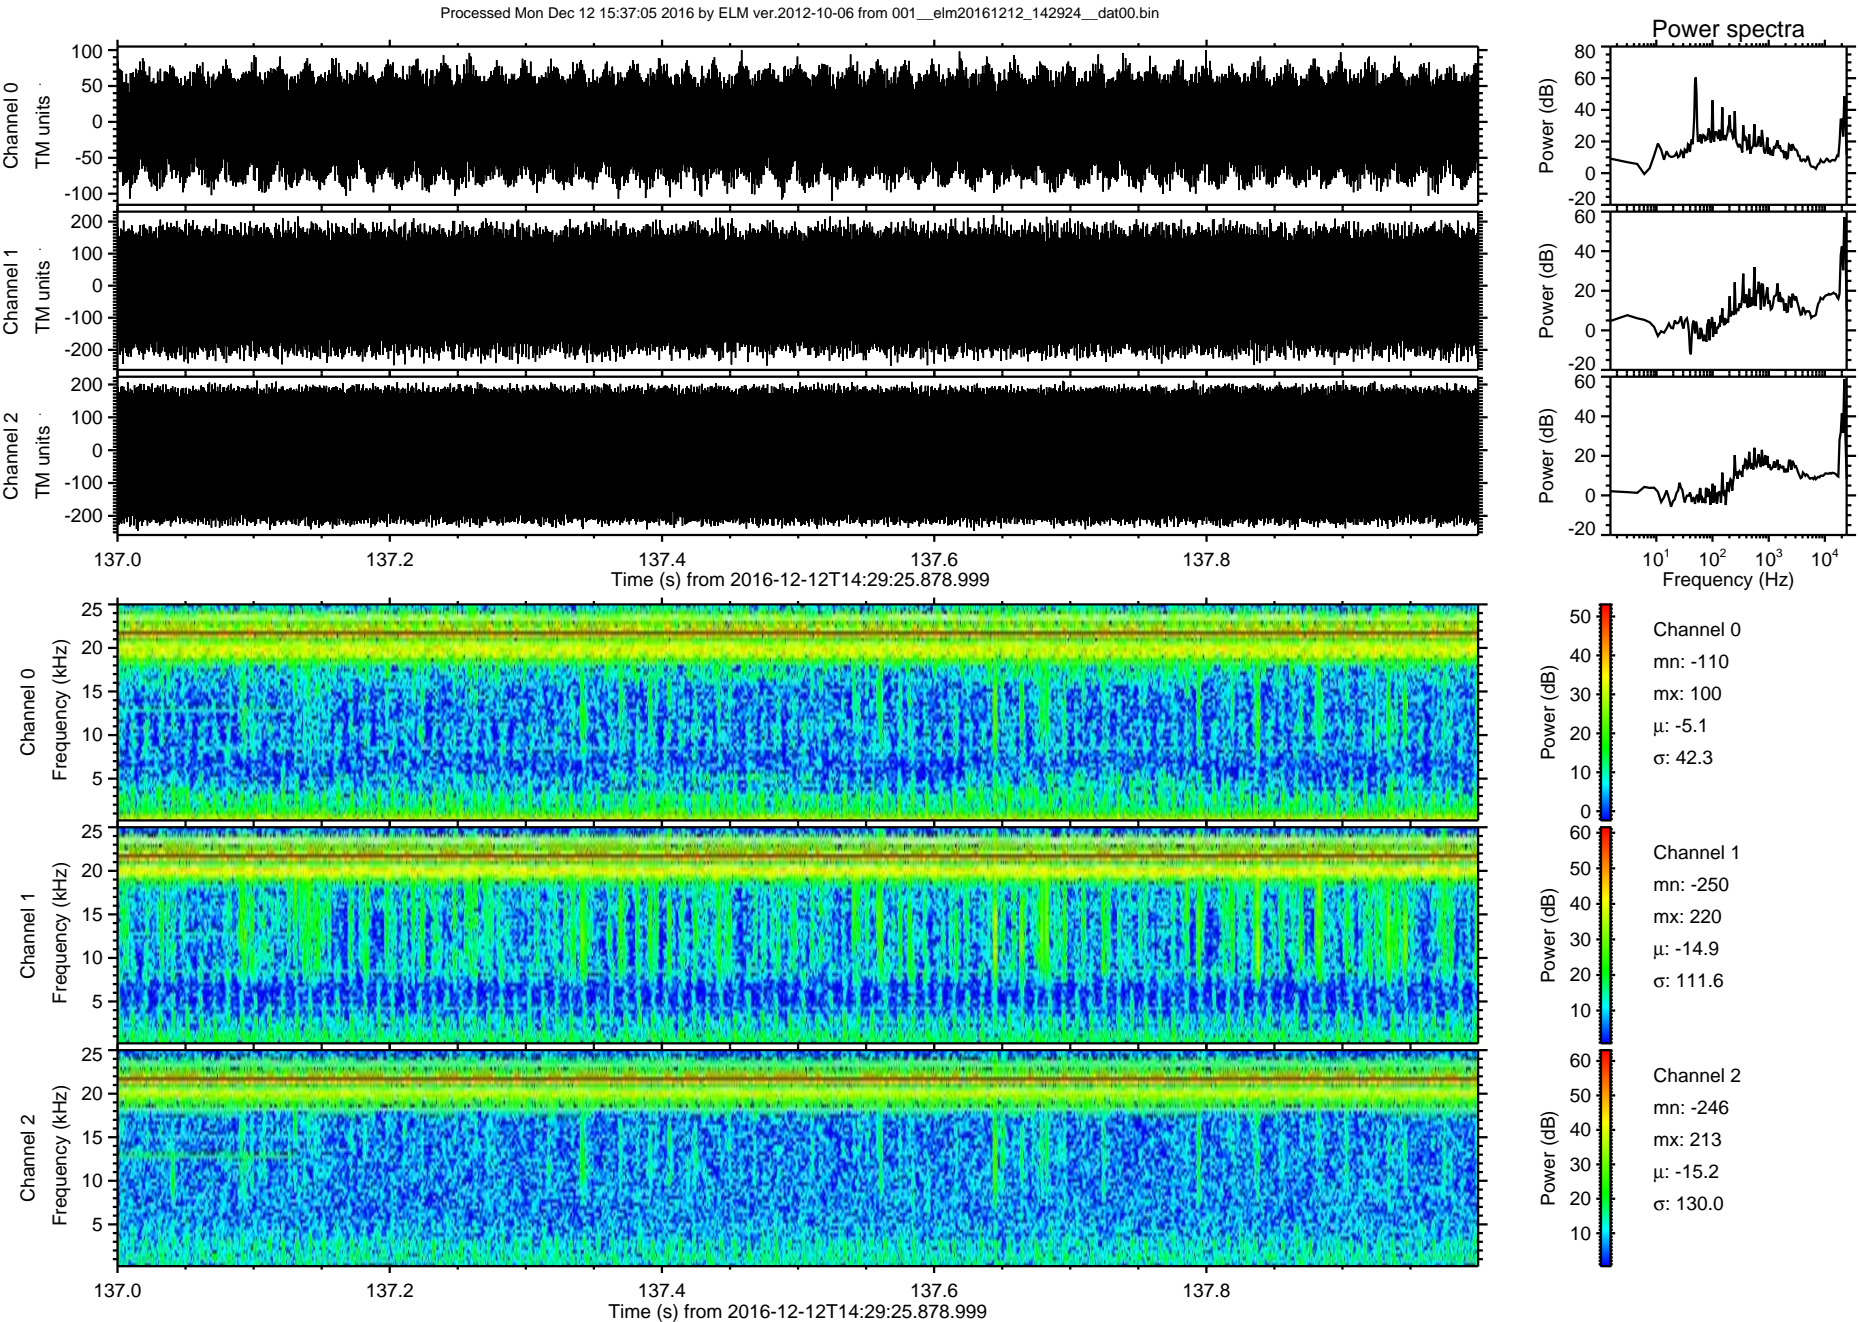 Processed Mon Dec 12 15:37:05 2016 by ELM ver.2012-10-06 from 001__elm20161212_142924__dat00.bin
Power spectra
Channel 0
TM units
100
50
0
-50
-100
Power (dB)
80
60
40
20
0
-20
Channel 1
TM units
200
100
0
-100
-200
Power (dB)
60
40
20
0
-20
Channel 2
TM units
200
100
0
-100
-200
Power (dB)
60
40
20
0
-20
137.0 137.2 137.4 137.6 137.8
Time (s) from 2016-12-12T14:29:25.878.999
10^1 10^2 10^3 10^4
Frequency (Hz)
Channel 0
Frequency (kHz)
25
20
15
10
5
Power (dB)
50
40
30
20
10
0
Channel 0
mn: -110
mx: 100
μ: -5.1
σ: 42.3
Channel 1
Frequency (kHz)
25
20
15
10
5
Power (dB)
60
50
40
30
20
10
Channel 1
mn: -250
mx: 220
μ: -14.9
σ: 111.6
Channel 2
Frequency (kHz)
25
20
15
10
5
Power (dB)
60
50
40
30
20
10
Channel 2
mn: -246
mx: 213
μ: -15.2
σ: 130.0
137.0 137.2 137.4 137.6 137.8
Time (s) from 2016-12-12T14:29:25.878.999